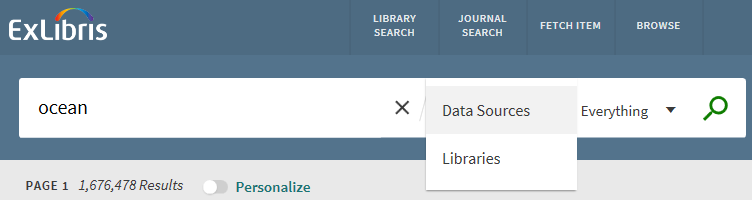 ExLibris
LIBRARY
SEARCH
JOURNAL
SEARCH
FETCH ITEM
BROWSE
ocean
Data Sources
Everything
Libraries
PAGE 1 1,676,478 Results
Personalize